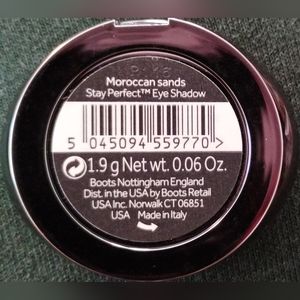 Moroccan sands
Stay Perfect™ Eye Shadow
5 045094 559770 >
1.9 g Net wt. 0.06 Oz.
Boots Nottingham England
Dist. in the USA by Boots Retail
USA Inc. Norwalk CT 06851
USA Made in Italy